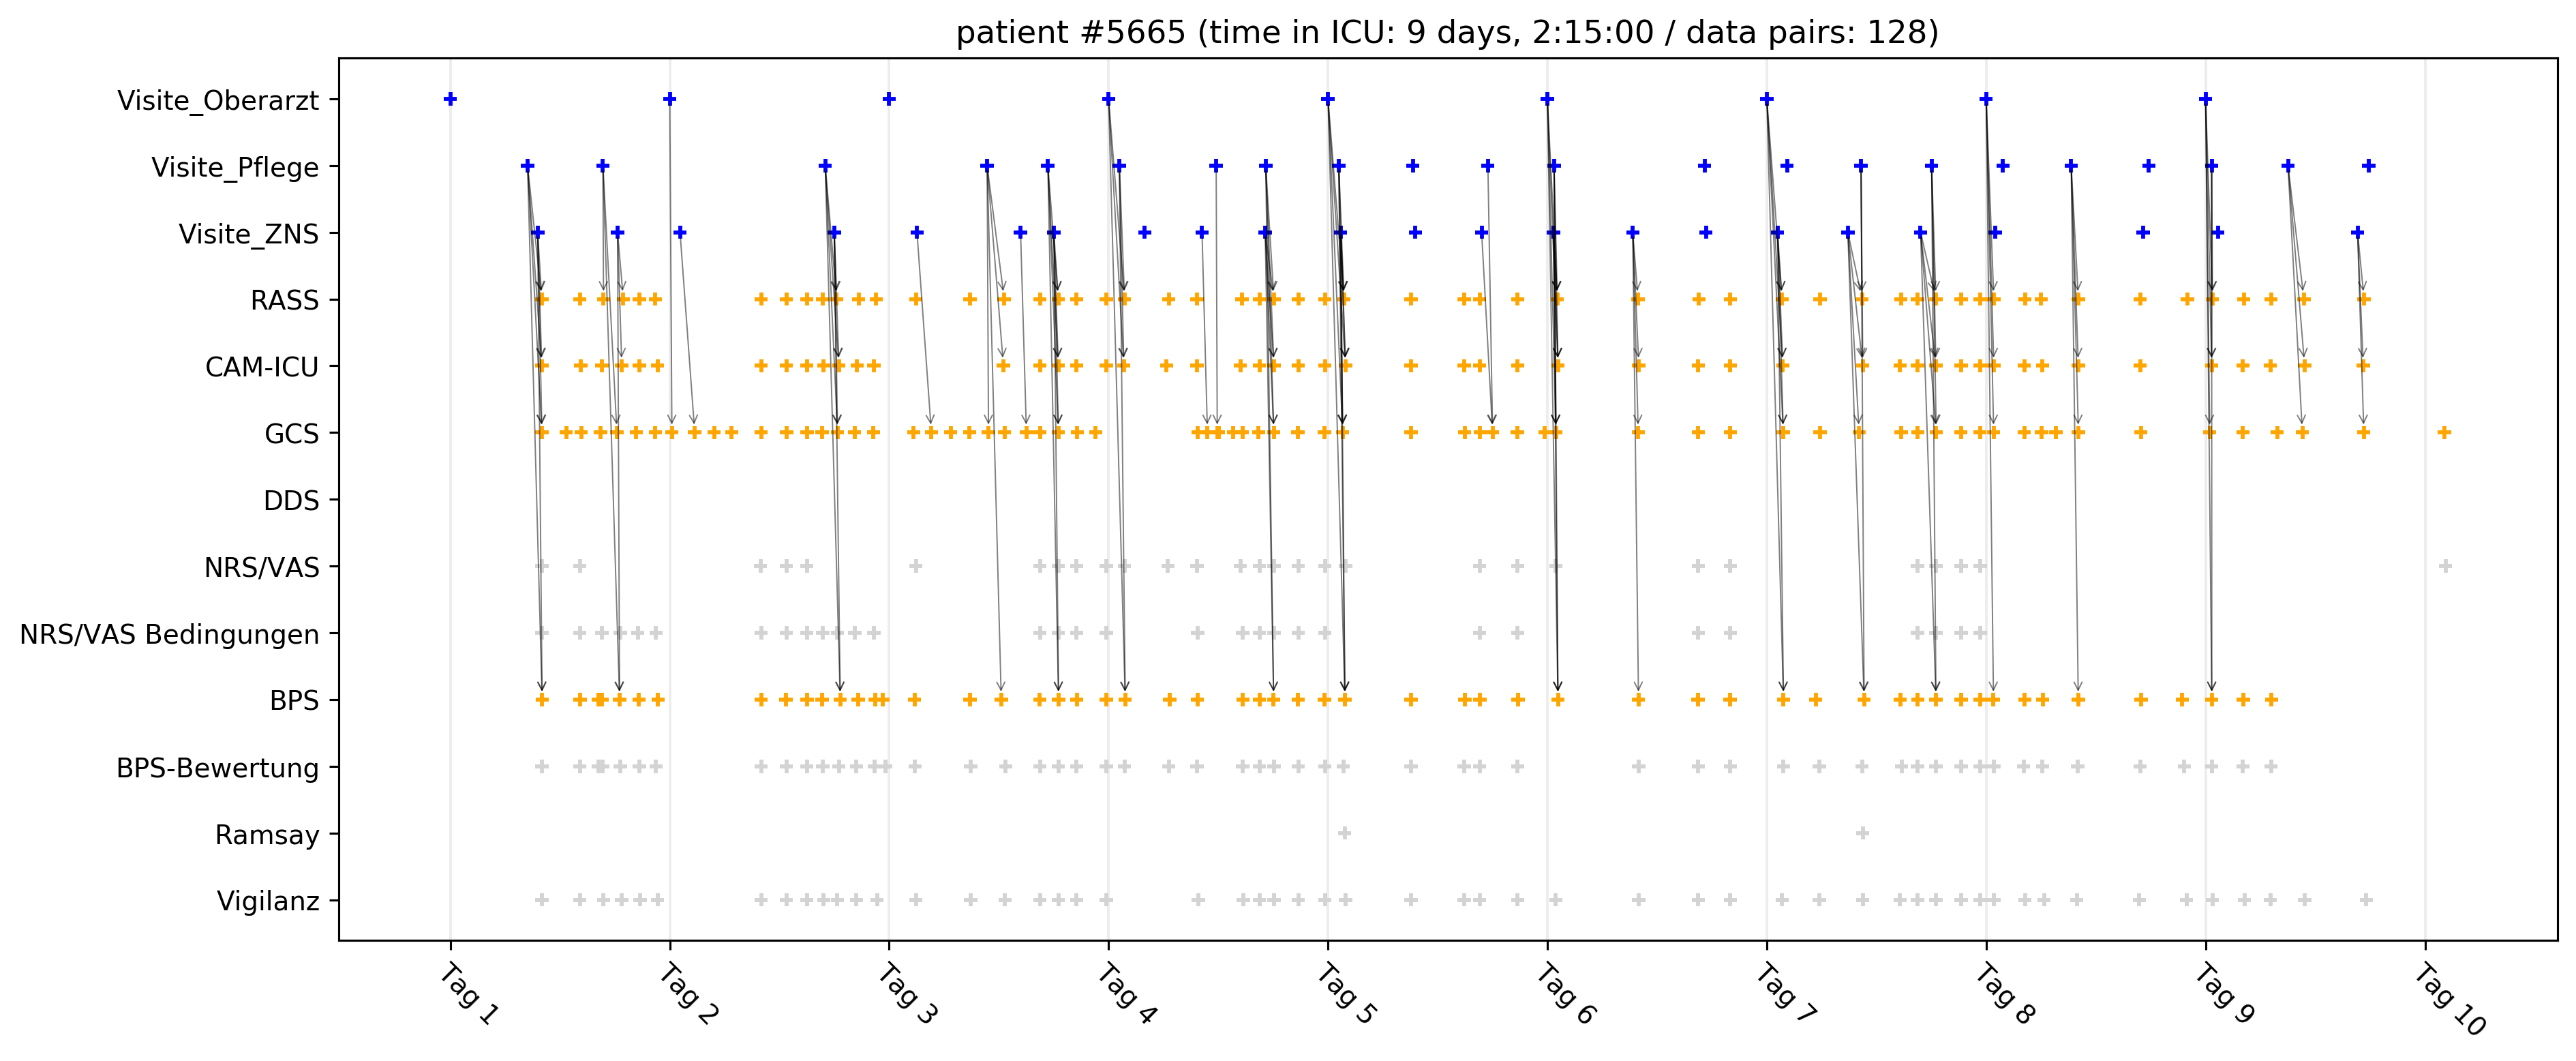 patient #5665 (time in ICU: 9 days, 2:15:00 / data pairs: 128)
Visite_Oberarzt
Visite_Pflege
Visite_ZNS
RASS
CAM-ICU
GCS
DDS
NRS/VAS
NRS/VAS Bedingungen
BPS
BPS-Bewertung
Ramsay
Vigilanz
Tag 1
Tag 2
Tag 3
Tag 4
Tag 5
Tag 6
Tag 7
Tag 8
Tag 9
Tag 10